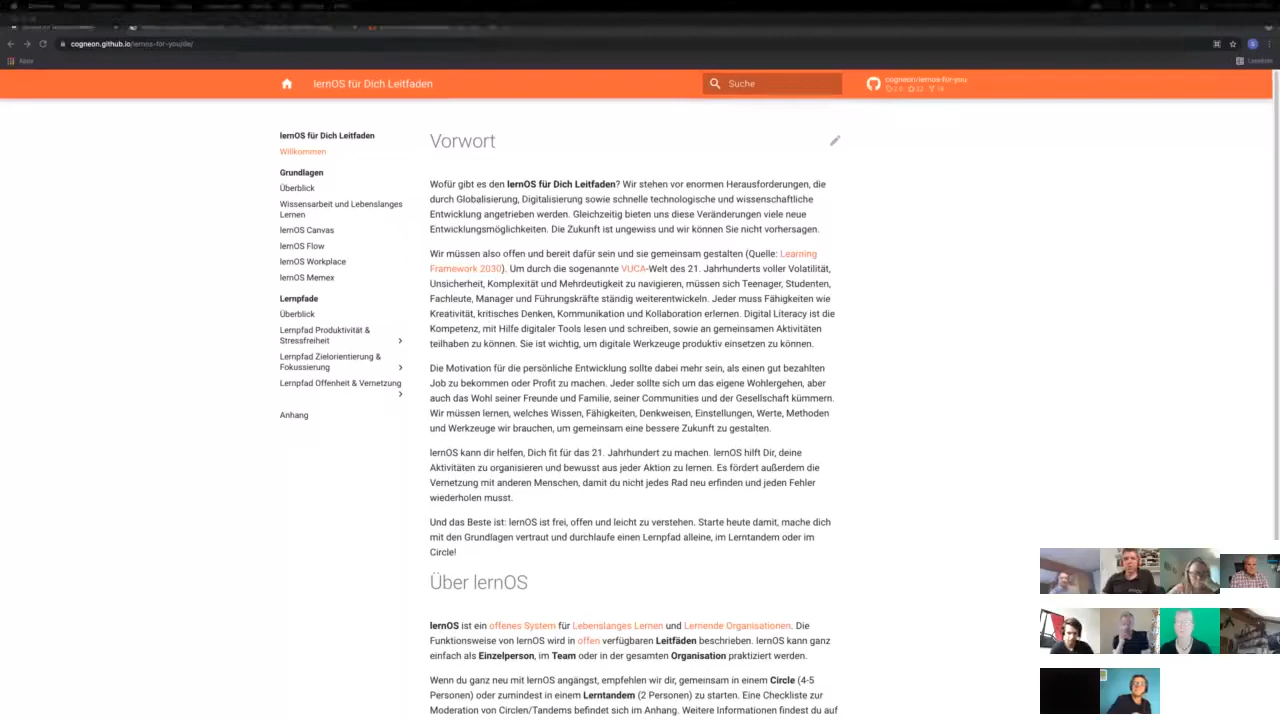 cogneon.github.io/lernos-for-you/de/
Apps
Leseliste
lernOS für Dich Leitfaden
Suche
cogneon/lernos-for-you
2.0 22 18
lernOS für Dich Leitfaden
Willkommen
Grundlagen
Überblick
Wissensarbeit und Lebenslanges
Lernen
lernOS Canvas
lernOS Flow
lernOS Workplace
lernOS Memex
Lernpfade
Überblick
Lernpfad Produktivität &
Stressfreiheit
Lernpfad Zielorientierung &
Fokussierung
Lernpfad Offenheit & Vernetzung
Anhang
Vorwort
Wofür gibt es den lernOS für Dich Leitfaden? Wir stehen vor enormen Herausforderungen, die
durch Globalisierung, Digitalisierung sowie schnelle technologische und wissenschaftliche
Entwicklung angetrieben werden. Gleichzeitig bieten uns diese Veränderungen viele neue
Entwicklungsmöglichkeiten. Die Zukunft ist ungewiss und wir können Sie nicht vorhersagen.
Wir müssen also offen und bereit dafür sein und sie gemeinsam gestalten (Quelle: Learning
Framework 2030). Um durch die sogenannte VUCA-Welt des 21. Jahrhunderts voller Volatilität,
Unsicherheit, Komplexität und Mehrdeutigkeit zu navigieren, müssen sich Teenager, Studenten,
Fachleute, Manager und Führungskräfte ständig weiterentwickeln. Jeder muss Fähigkeiten wie
Kreativität, kritisches Denken, Kommunikation und Kollaboration erlernen. Digital Literacy ist die
Kompetenz, mit Hilfe digitaler Tools lesen und schreiben, sowie an gemeinsamen Aktivitäten
teilhaben zu können. Sie ist wichtig, um digitale Werkzeuge produktiv einsetzen zu können.
Die Motivation für die persönliche Entwicklung sollte dabei mehr sein, als einen gut bezahlten
Job zu bekommen oder Profit zu machen. Jeder sollte sich um das eigene Wohlergehen, aber
auch das Wohl seiner Freunde und Familie, seiner Communities und der Gesellschaft kümmern.
Wir müssen lernen, welches Wissen, Fähigkeiten, Denkweisen, Einstellungen, Werte, Methoden
und Werkzeuge wir brauchen, um gemeinsam eine bessere Zukunft zu gestalten.
lernOS kann dir helfen, Dich fit für das 21. Jahrhundert zu machen. lernOS hilft Dir, deine
Aktivitäten zu organisieren und bewusst aus jeder Aktion zu lernen. Es fördert außerdem die
Vernetzung mit anderen Menschen, damit du nicht jedes Rad neu erfinden und jeden Fehler
wiederholen musst.
Und das Beste ist: lernOS ist frei, offen und leicht zu verstehen. Starte heute damit, mache dich
mit den Grundlagen vertraut und durchlaufe einen Lernpfad alleine, im Lerntandem oder im
Circle!
Über lernOS
lernOS ist ein offenes System für Lebenslanges Lernen und Lernende Organisationen. Die
Funktionsweise von lernOS wird in offen verfügbaren Leitfäden beschrieben. lernOS kann ganz
einfach als Einzelperson, im Team oder in der gesamten Organisation praktiziert werden.
Wenn du ganz neu mit lernOS angängst, empfehlen wir dir, gemeinsam in einem Circle (4-5
Personen) oder zumindest in einem Lerntandem (2 Personen) zu starten. Eine Checkliste zur
Moderation von Circlen/Tandems befindet sich im Anhang. Weitere Informationen findest du auf